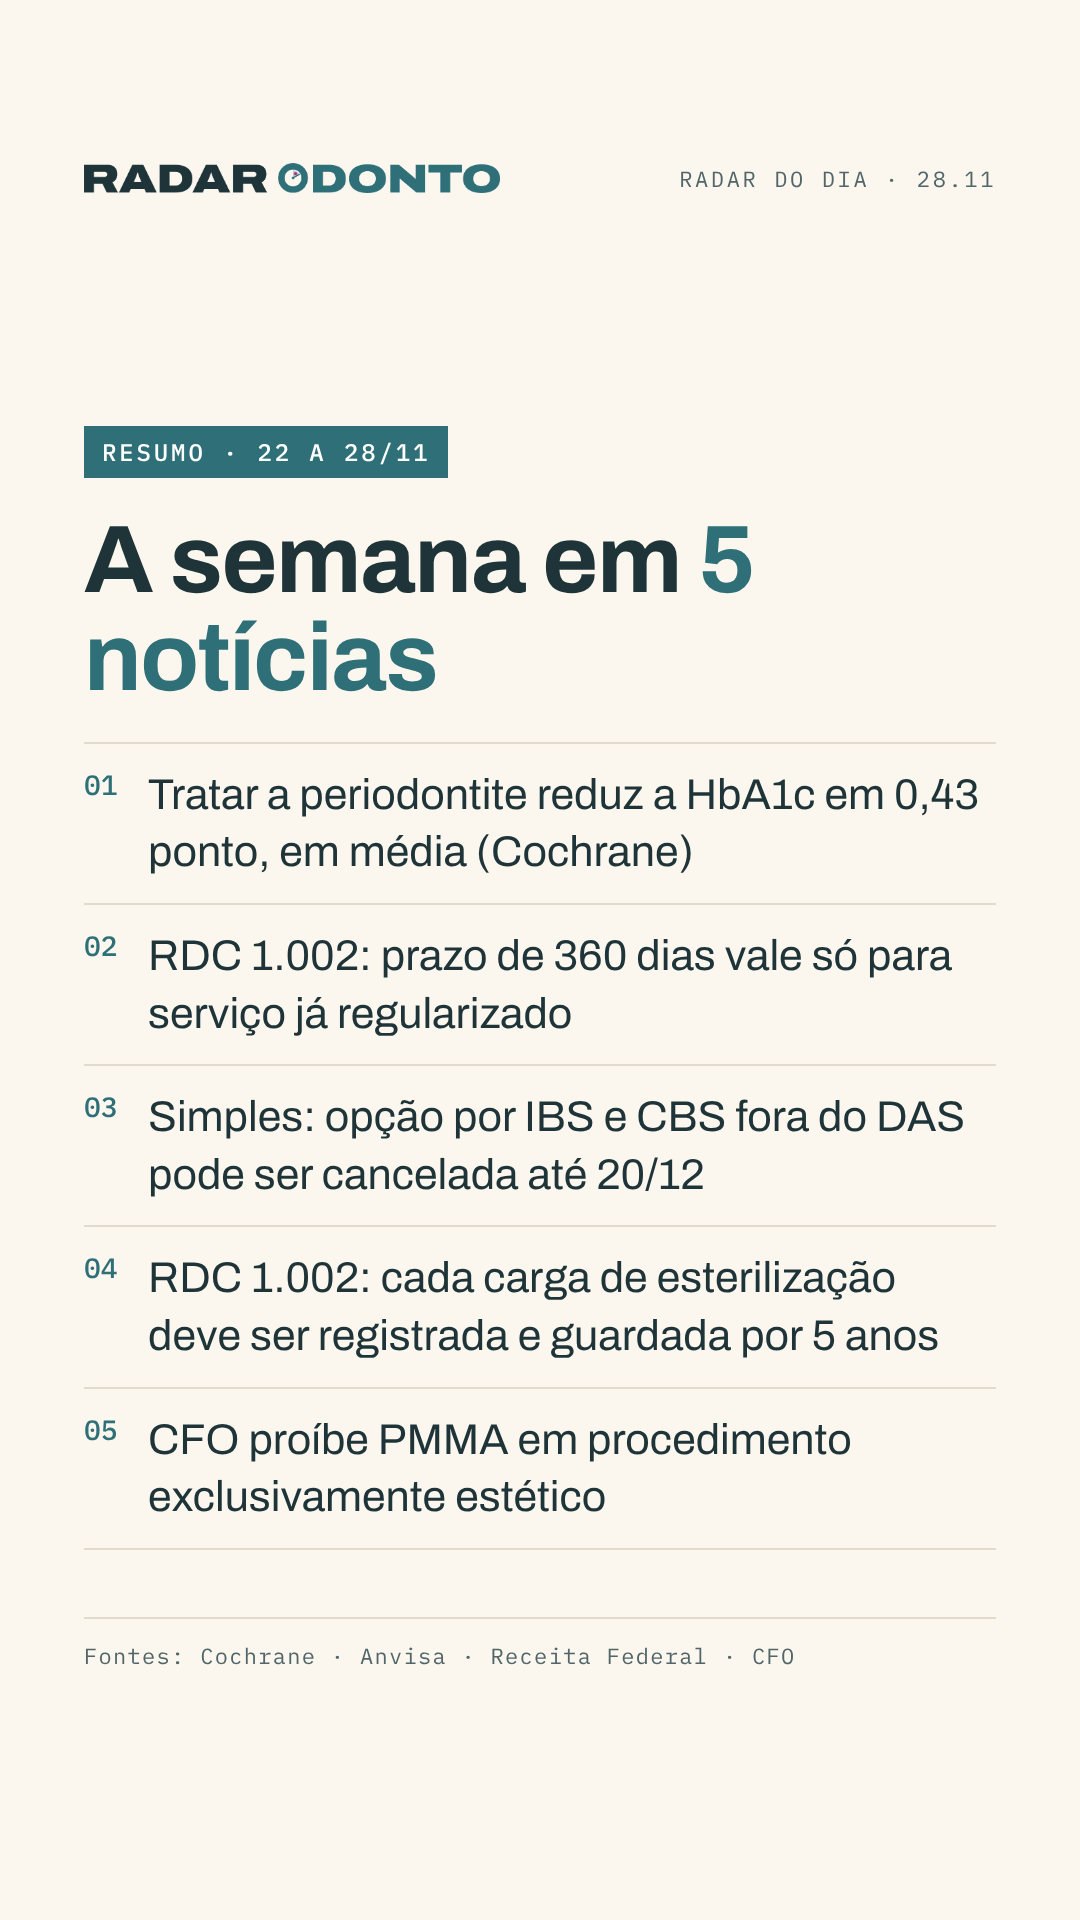 RADAR ODONTO
RADAR DO DIA · 28.11
RESUMO · 22 A 28/11
A semana em 5
notícias
01 Tratar a periodontite reduz a HbA1c em 0,43
ponto, em média (Cochrane)
02 RDC 1.002: prazo de 360 dias vale só para
serviço já regularizado
03 Simples: opção por IBS e CBS fora do DAS
pode ser cancelada até 20/12
04 RDC 1.002: cada carga de esterilização
deve ser registrada e guardada por 5 anos
05 CFO proíbe PMMA em procedimento
exclusivamente estético
Fontes: Cochrane · Anvisa · Receita Federal · CFO